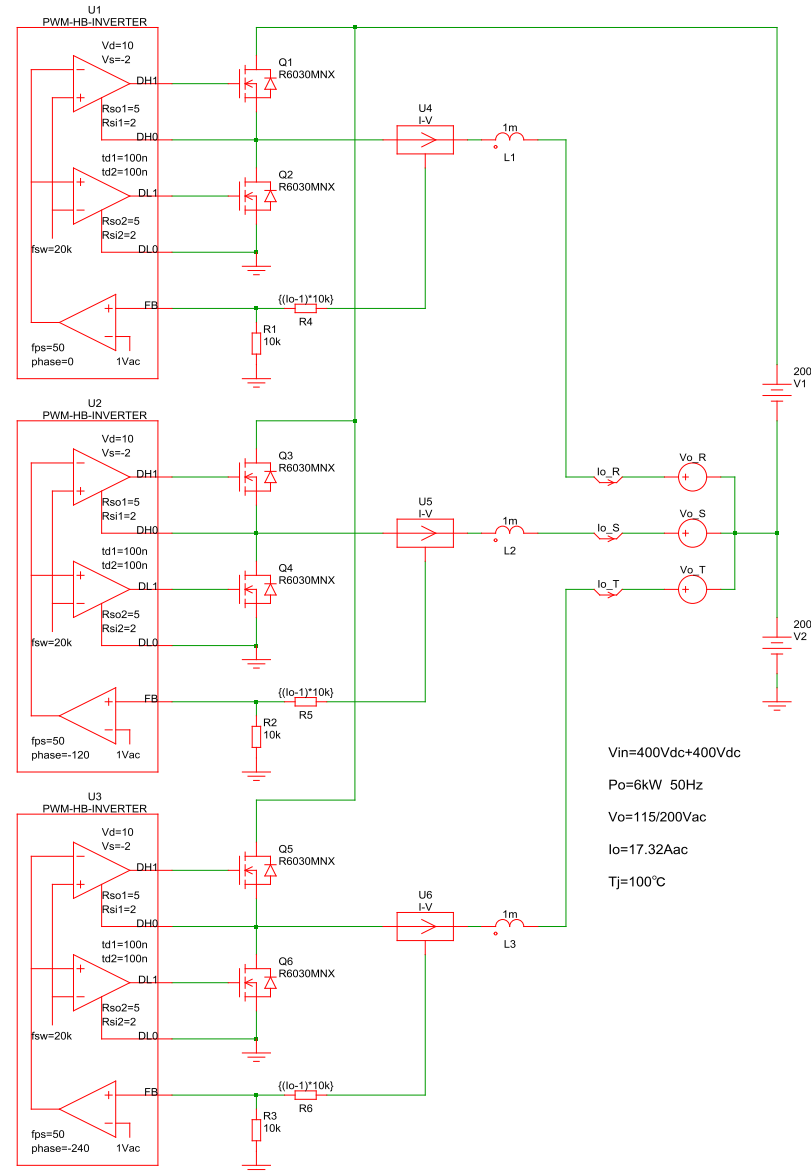 U1
PWM-HB-INVERTER
Vd=10
Vs=-2
DH1
Rso1=5
Rsi1=2
DH0
td1=100n
td2=100n
DL1
Rso2=5
Rsi2=2
DL0
fsw=20k
FB
fps=50
phase=0
1Vac
Q1
R6030MNX
Q2
R6030MNX
U4
I-V
1m
L1
{(Io-1)*10k}
R4
R1
10k
U2
PWM-HB-INVERTER
Vd=10
Vs=-2
DH1
Rso1=5
Rsi1=2
DH0
td1=100n
td2=100n
DL1
Rso2=5
Rsi2=2
DL0
fsw=20k
FB
fps=50
phase=-120
1Vac
Q3
R6030MNX
Q4
R6030MNX
U5
I-V
1m
L2
{(Io-1)*10k}
R5
R2
10k
U3
PWM-HB-INVERTER
Vd=10
Vs=-2
DH1
Rso1=5
Rsi1=2
DH0
td1=100n
td2=100n
DL1
Rso2=5
Rsi2=2
DL0
fsw=20k
FB
fps=50
phase=-240
1Vac
Q5
R6030MNX
Q6
R6030MNX
U6
I-V
1m
L3
{(Io-1)*10k}
R6
R3
10k
200
V1
Io_R
Vo_R
Io_S
Vo_S
Io_T
Vo_T
200
V2
Vin=400Vdc+400Vdc
Po=6kW 50Hz
Vo=115/200Vac
Io=17.32Aac
Tj=100℃